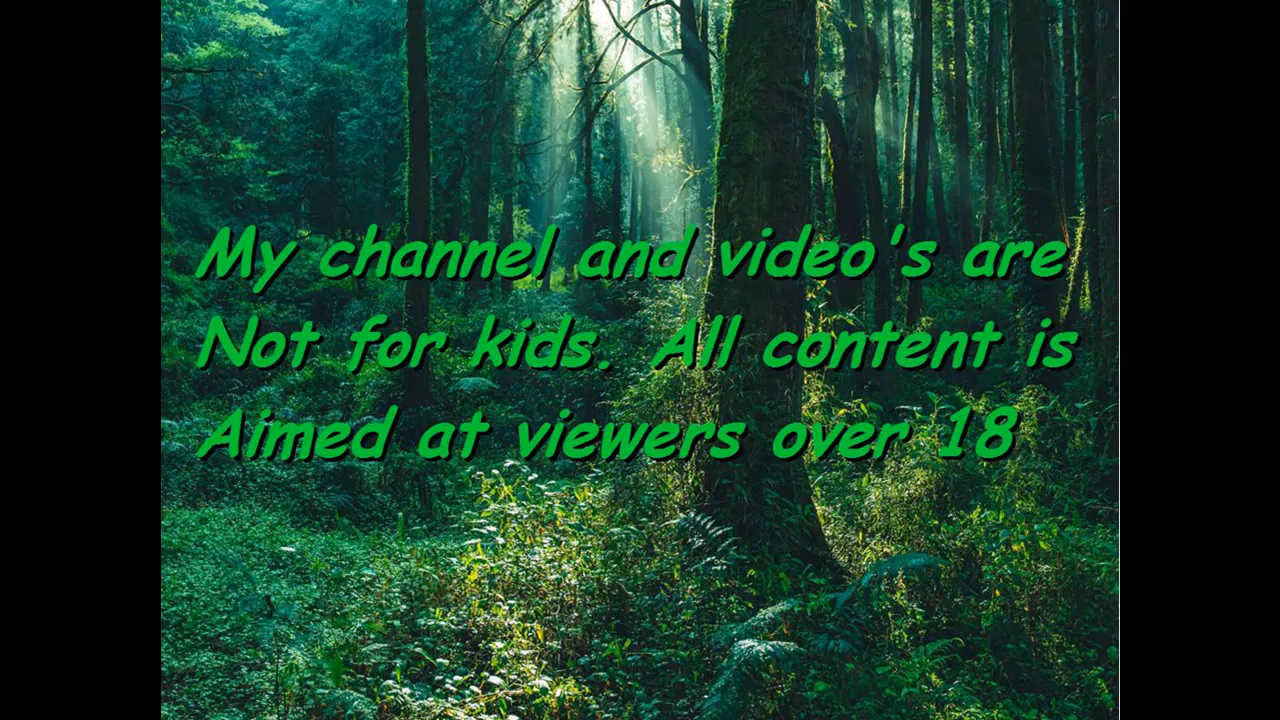 My channel and video's are
Not for kids. All content is
Aimed at viewers over 18